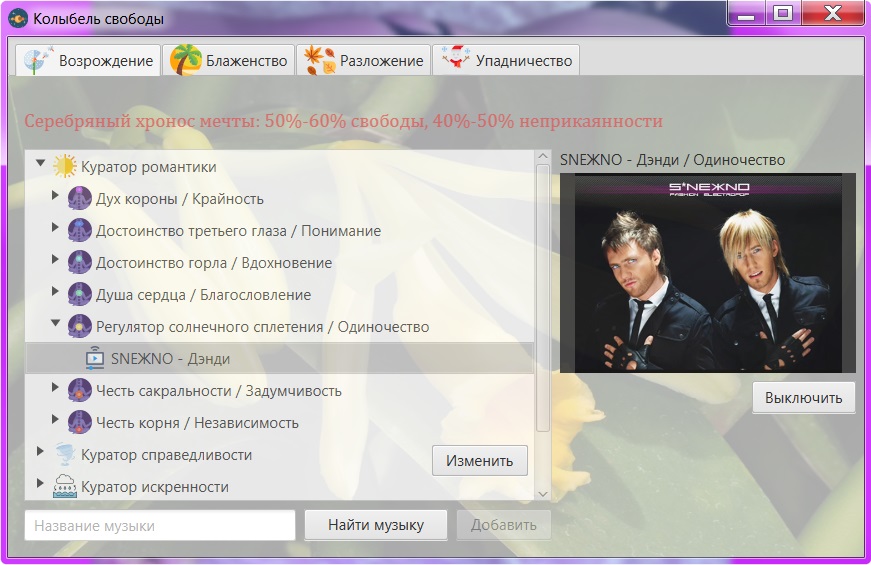 Колыбель свободы
Возрождение Блаженство Разложение Упадничество
Серебряный хронос мечты: 50%-60% свободы, 40%-50% неприкаянности
Куратор романтики
Дух короны / Крайность
Достоинство третьего глаза / Понимание
Достоинство горла / Вдохновение
Душа сердца / Благословление
Регулятор солнечного сплетения / Одиночество
SNEЖNO - Дэнди
Честь сакральности / Задумчивость
Честь корня / Независимость
Куратор справедливости
Куратор искренности
Изменить
Название музыки Найти музыку Добавить
SNEЖNO - Дэнди / Одиночество
S*NEЖNO
FASHION ELECTROPOP
Выключить